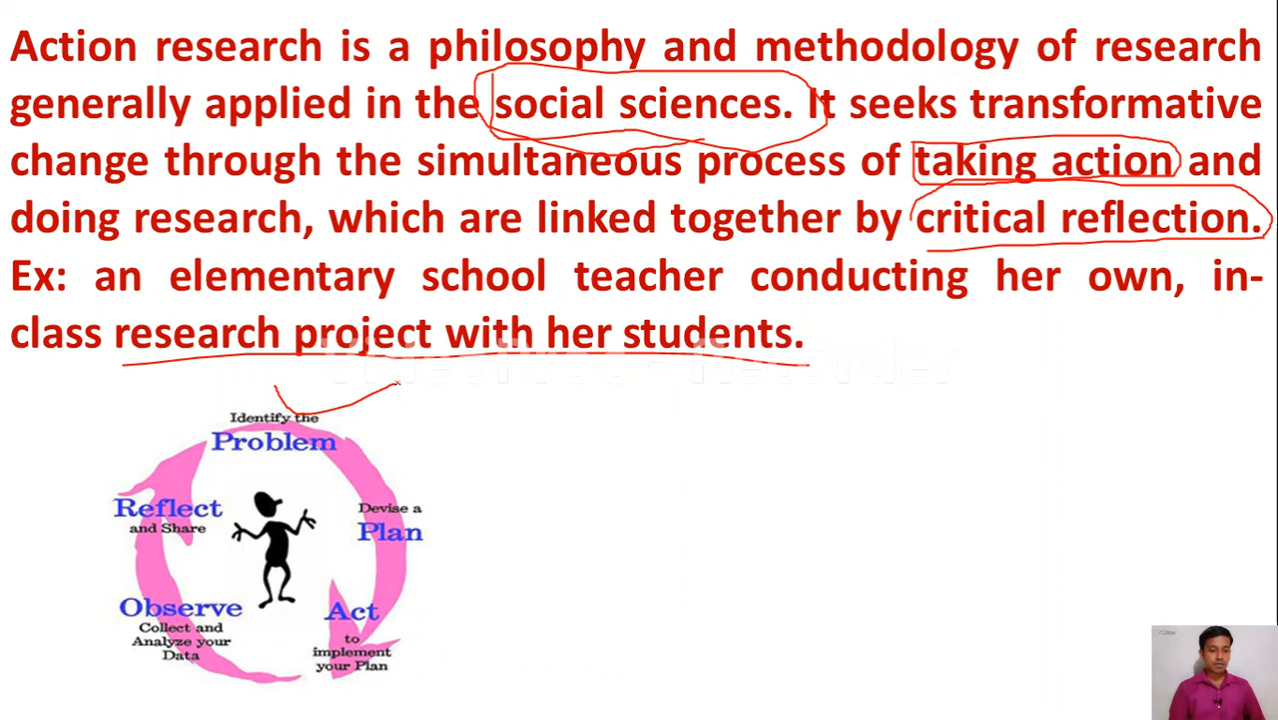 Action research is a philosophy and methodology of research
generally applied in the social sciences. It seeks transformative
change through the simultaneous process of taking action and
doing research, which are linked together by critical reflection.
Ex: an elementary school teacher conducting her own, in-
class research project with her students.
Identify the
Problem
Devise a
Plan
Act
to
implement
your Plan
Observe
Collect and
Analyze your
Data
Reflect
and Share